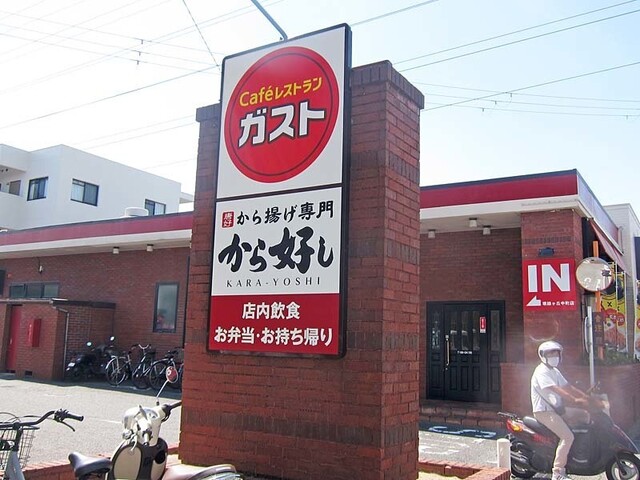 Caféレストラン
ガスト
から揚げ専門
から好し
KARA-YOSHI
店内飲食
お弁当・お持ち帰り
IN